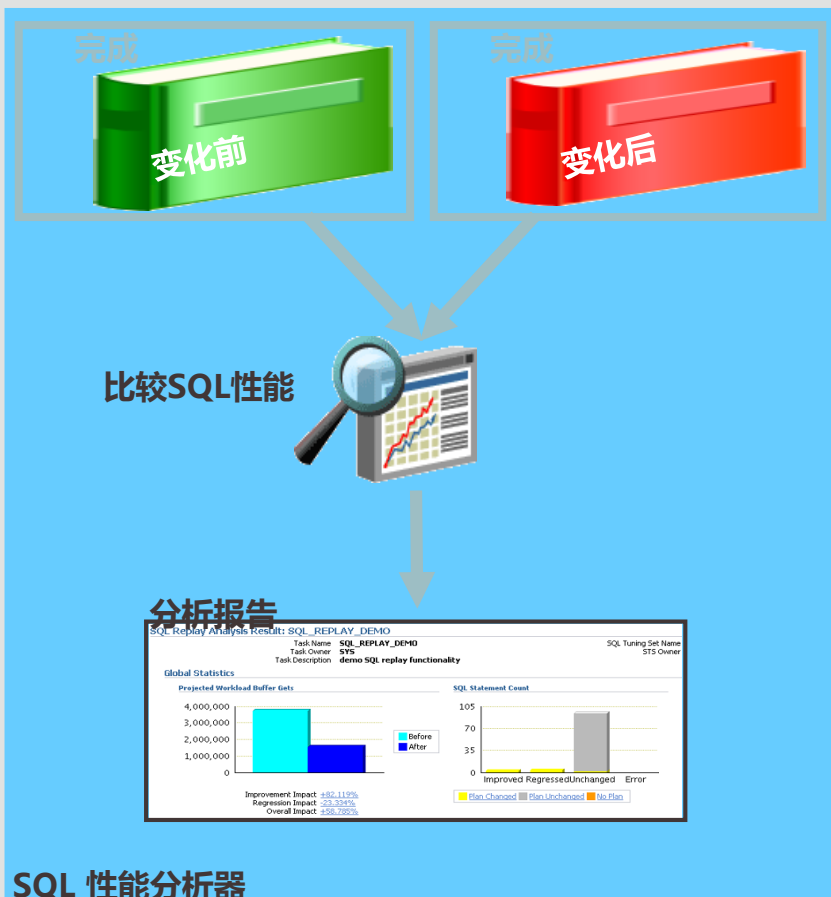 完成
完成
变化前
变化后
比较SQL性能
分析报告
SQL Replay Analysis Result: SQL_REPLAY_DEMO
Task Name SQL_REPLAY_DEMO
SQL Tuning Set Name
Task Owner SYS
STS Owner
Task Description demo SQL replay functionality
Global Statistics
Projected Workload Buffer Gets
SQL Statement Count
4,000,000
3,000,000
2,000,000
1,000,000
0
Before
After
105
70
35
0
Improved Regressed Unchanged Error
Improvement Impact +82.119%
Regression Impact -23.334%
Overall Impact +58.785%
Plan Changed Plan Unchanged No Plan
SQL 性能分析器